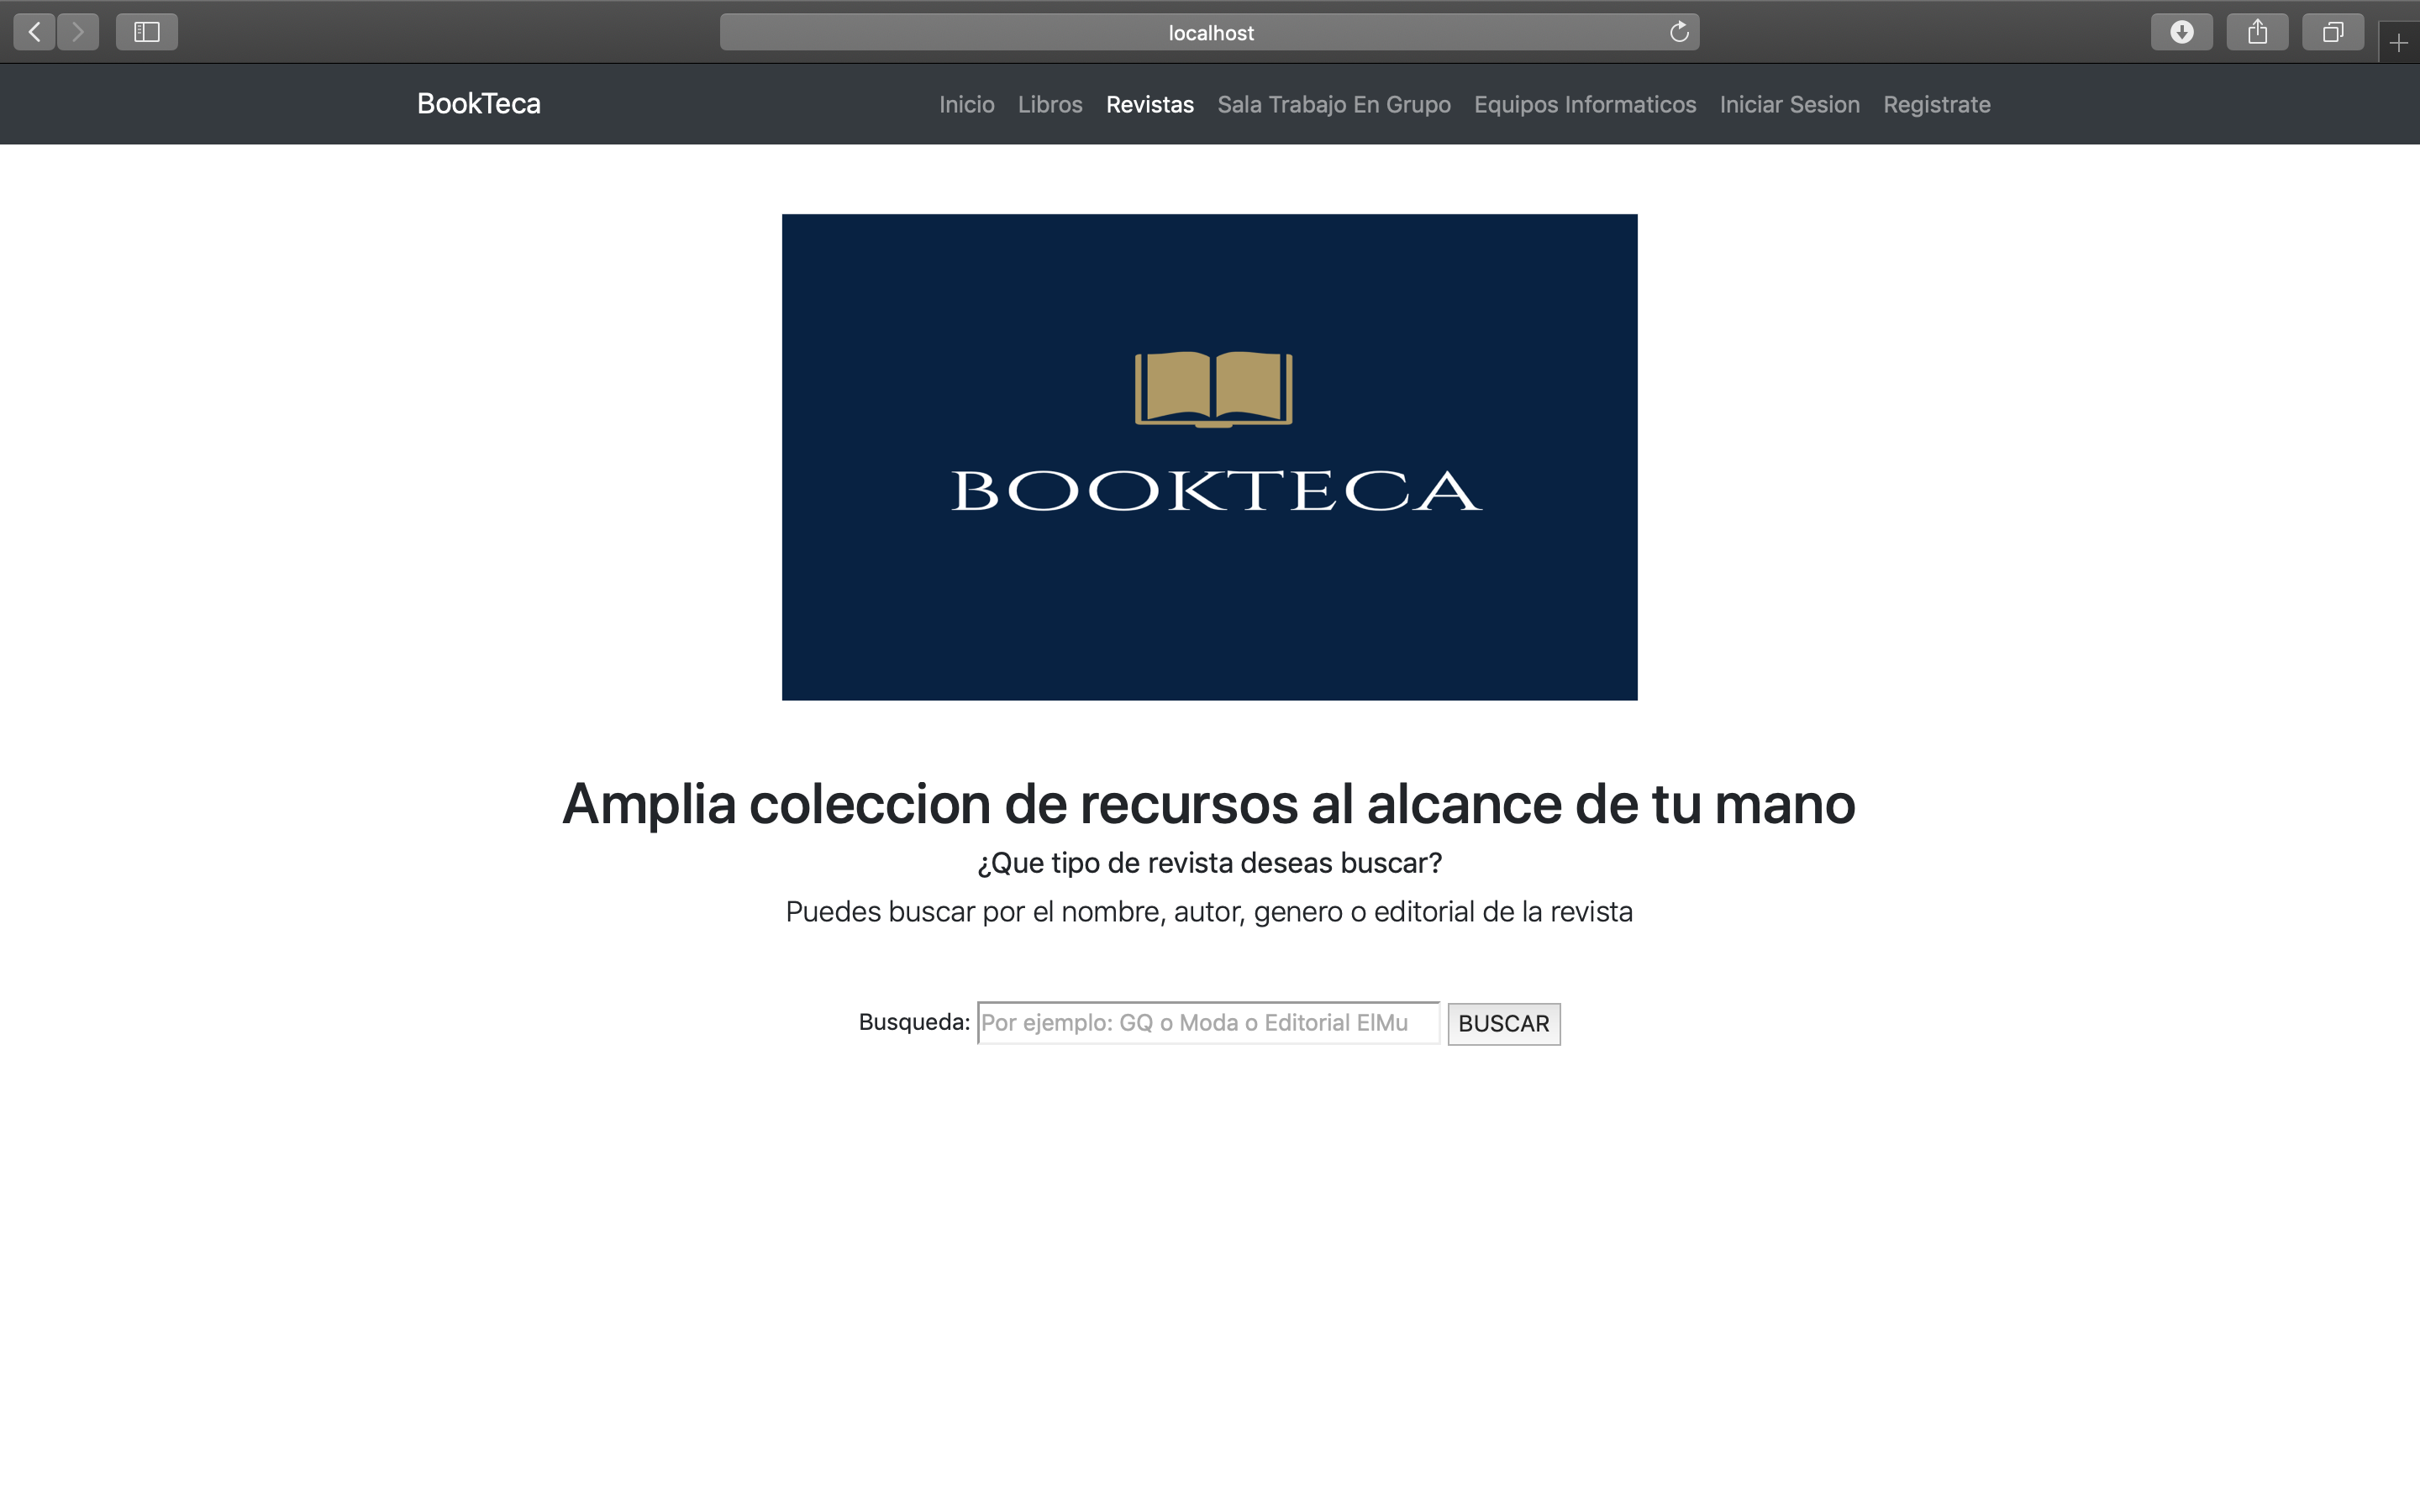 localhost
BookTeca Inicio Libros Revistas Sala Trabajo En Grupo Equipos Informaticos Iniciar Sesion Registrate
BOOKTECA
Amplia coleccion de recursos al alcance de tu mano
¿Que tipo de revista deseas buscar?
Puedes buscar por el nombre, autor, genero o editorial de la revista
Busqueda: Por ejemplo: GQ o Moda o Editorial ElMu BUSCAR